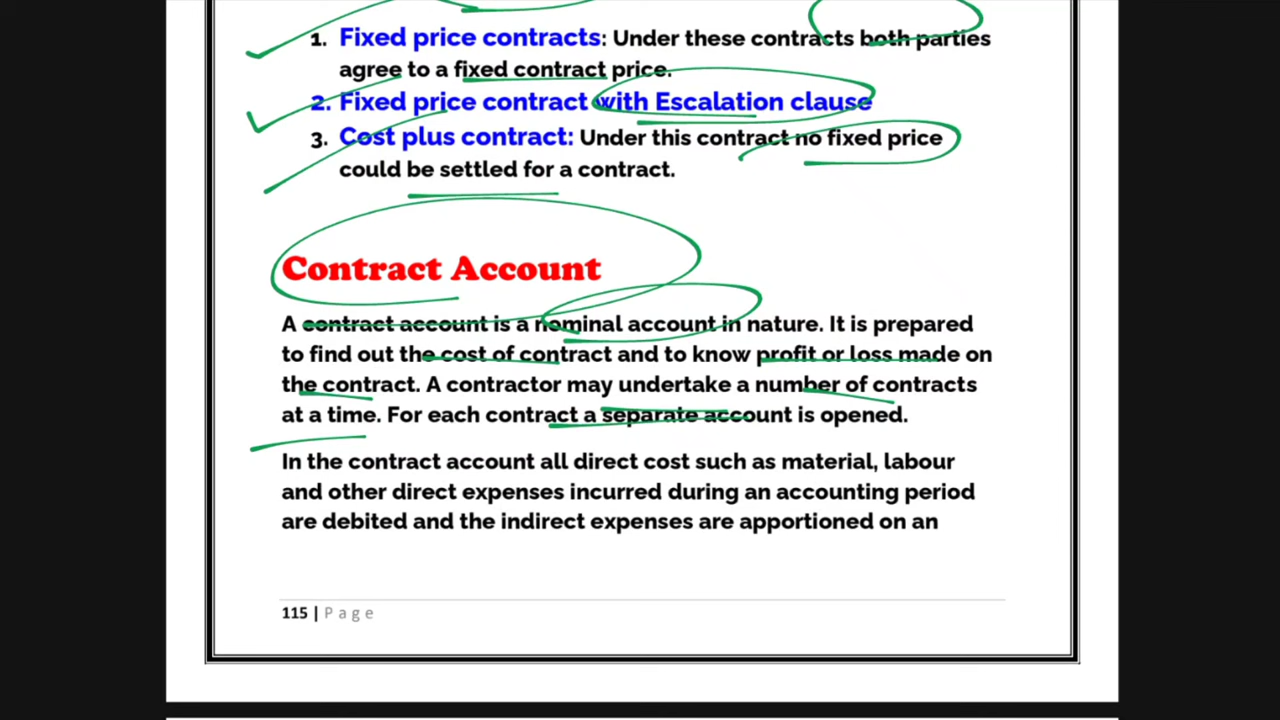 1. Fixed price contracts: Under these contracts both parties
agree to a fixed contract price.
2. Fixed price contract with Escalation clause
3. Cost plus contract: Under this contract no fixed price
could be settled for a contract.
Contract Account
A contract account is a nominal account in nature. It is prepared
to find out the cost of contract and to know profit or loss made on
the contract. A contractor may undertake a number of contracts
at a time. For each contract a separate account is opened.
In the contract account all direct cost such as material, labour
and other direct expenses incurred during an accounting period
are debited and the indirect expenses are apportioned on an
115 | Page